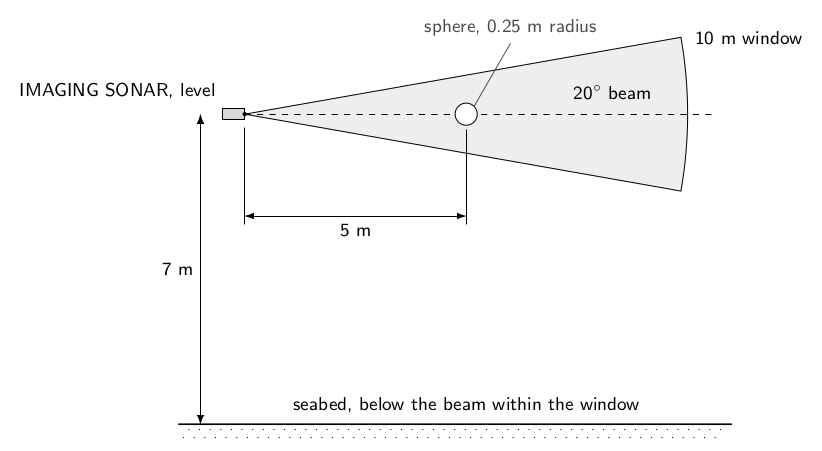 sphere, 0.25 m radius
10 m window
IMAGING SONAR, level
20° beam
5 m
7 m
seabed, below the beam within the window